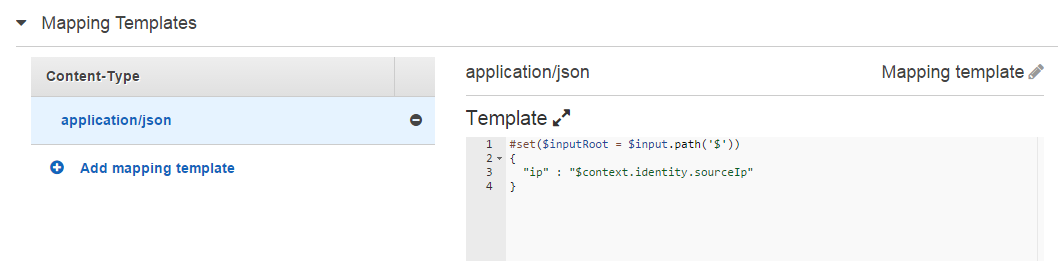 Mapping Templates
Content-Type
application/json
Add mapping template
application/json
Mapping template
Template
1 #set($inputRoot = $input.path('$'))
2 {
3 "ip" : "$context.identity.sourceIp"
4 }